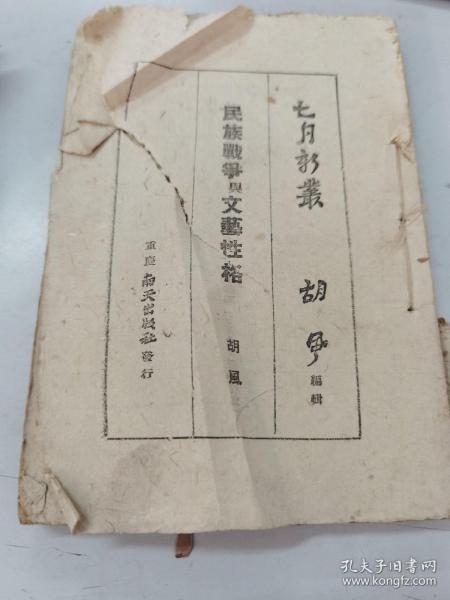 七月新叢
胡風 編輯
民族戰爭與文藝性格
胡風
重慶南天出版社發行
孔夫子旧书网
www.kongfz.com